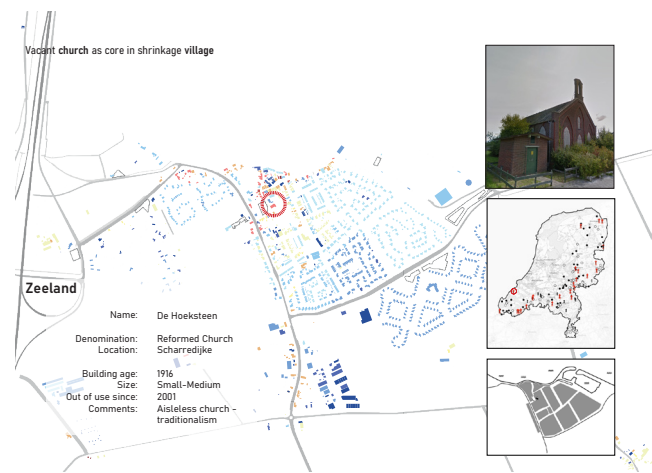 Vacant church as core in shrinkage village
Zeeland
Name: De Hoeksteen
Denomination: Reformed Church
Location: Scharredijke
Building age: 1916
Size: Small-Medium
Out of use since: 2001
Comments: Aisleless church -
traditionalism